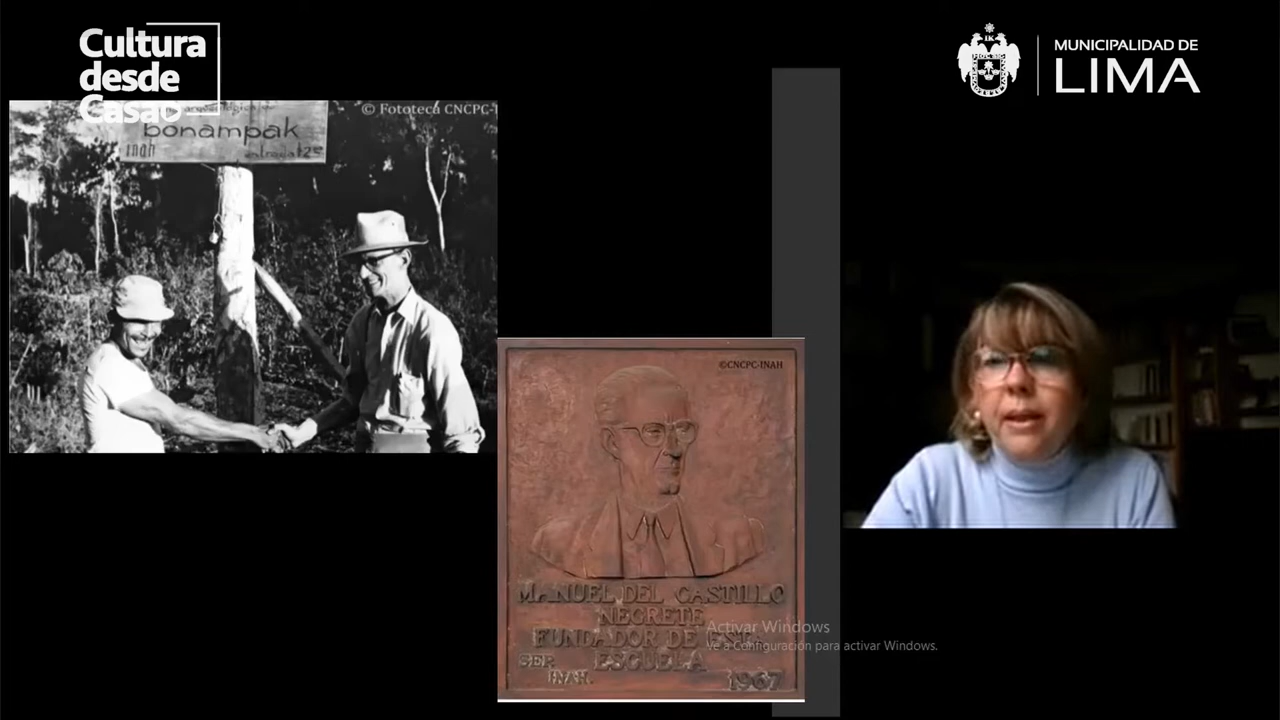 Cultura
desde
Casa
MUNICIPALIDAD DE
LIMA
© Fototeca CNCPC-
bonampak
inah
entrada
©CNCPC-INAH
MANUEL DEL CASTILLO
NEGRETE
FUNDADOR DE ESTA
ESCUELA
SEP
INAH.
1967
Activar Windows
Ve a Configuración para activar Windows.